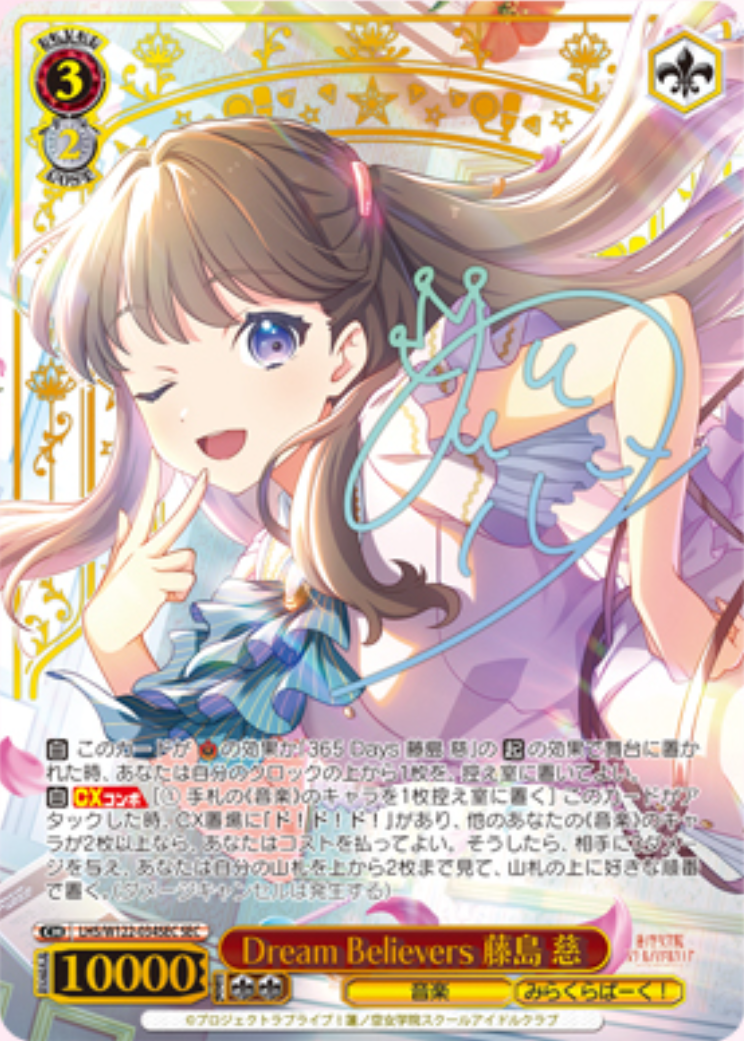 3
2
COST
自 このカードが の効果か「365 Days 藤島 慈」の 起 の効果で舞台に置か
れた時、あなたは自分のクロックの上から1枚を、控え室に置いてよい。
自 CXコンボ ［① 手札の《音楽》のキャラを1枚控え室に置く］ このカードがア
タックした時、CX置場に「ド！ド！ド！」があり、他のあなたの《音楽》のキャ
ラが2枚以上なら、あなたはコストを払ってよい。そうしたら、相手に ダメー
ジを与え、あなたは自分の山札を上から2枚まで見て、山札の上に好きな順番
で置く。（ダメージキャンセルは発生する）
CH LHS/W122-034SEC SEC
Dream Believers 藤島 慈
10000
音楽
みらくらぱーく！
©プロジェクトラブライブ！蓮ノ空女学院スクールアイドルクラブ